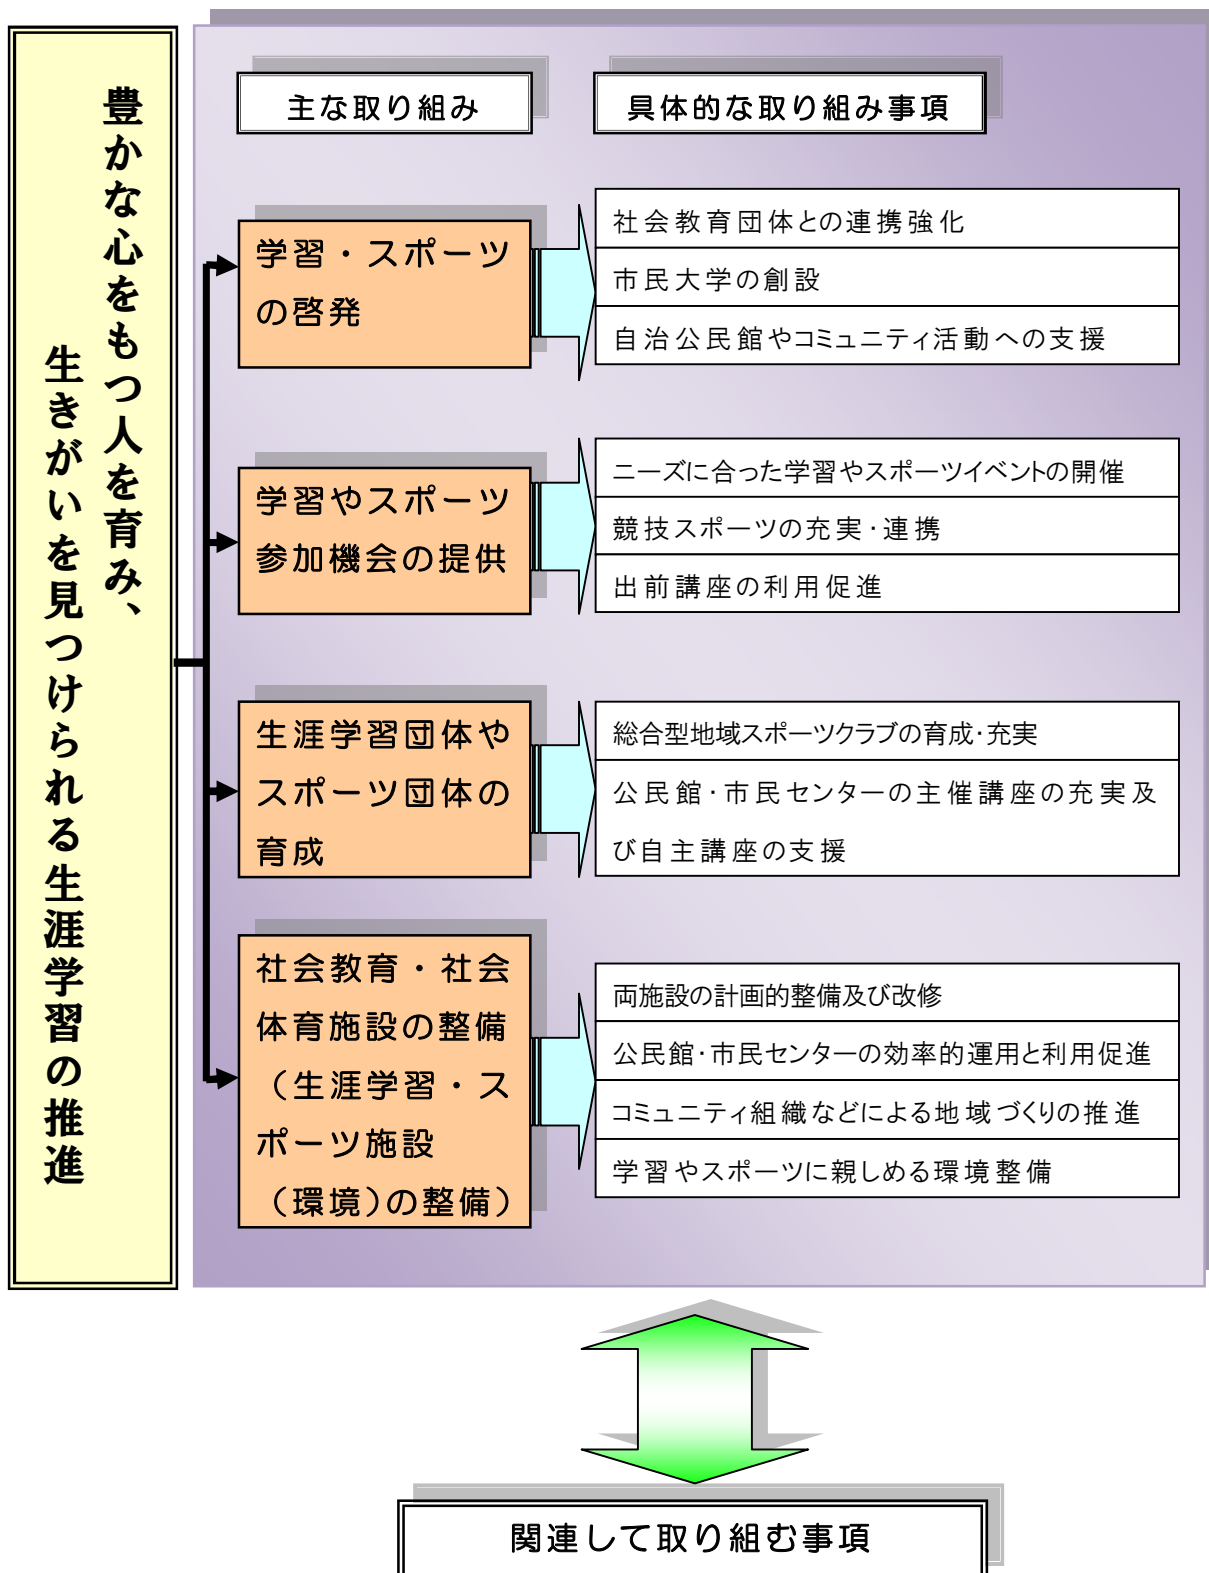 豊かな心をもつ人を育み、
生きがいを見つけられる生涯学習の推進
主な取り組み
具体的な取り組み事項
学習・スポーツ
の啓発
社会教育団体との連携強化
市民大学の創設
自治公民館やコミュニティ活動への支援
学習やスポーツ
参加機会の提供
ニーズに合った学習やスポーツイベントの開催
競技スポーツの充実・連携
出前講座の利用促進
生涯学習団体や
スポーツ団体の
育成
総合型地域スポーツクラブの育成・充実
公民館・市民センターの主催講座の充実及
び自主講座の支援
社会教育・社会
体育施設の整備
（生涯学習・ス
ポーツ施設
（環境）の整備）
両施設の計画的整備及び改修
公民館・市民センターの効率的運用と利用促進
コミュニティ組織などによる地域づくりの推進
学習やスポーツに親しめる環境整備
関連して取り組む事項